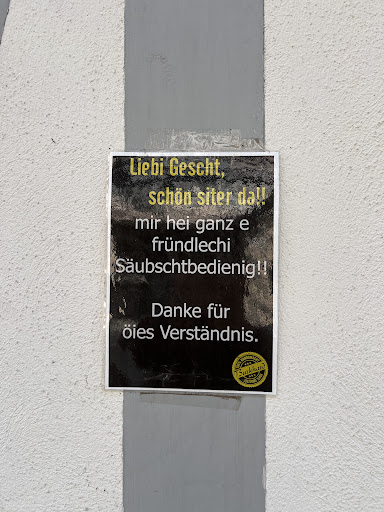 Liebi Gescht,
schön siter da!!
mir hei ganz e
fründlechi
Säubschtbedienig!!
Danke für
öies Verständnis.